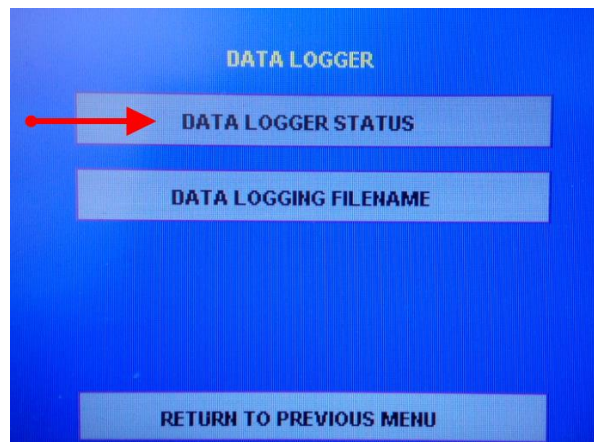 DATA LOGGER
DATA LOGGER STATUS
DATA LOGGING FILENAME
RETURN TO PREVIOUS MENU